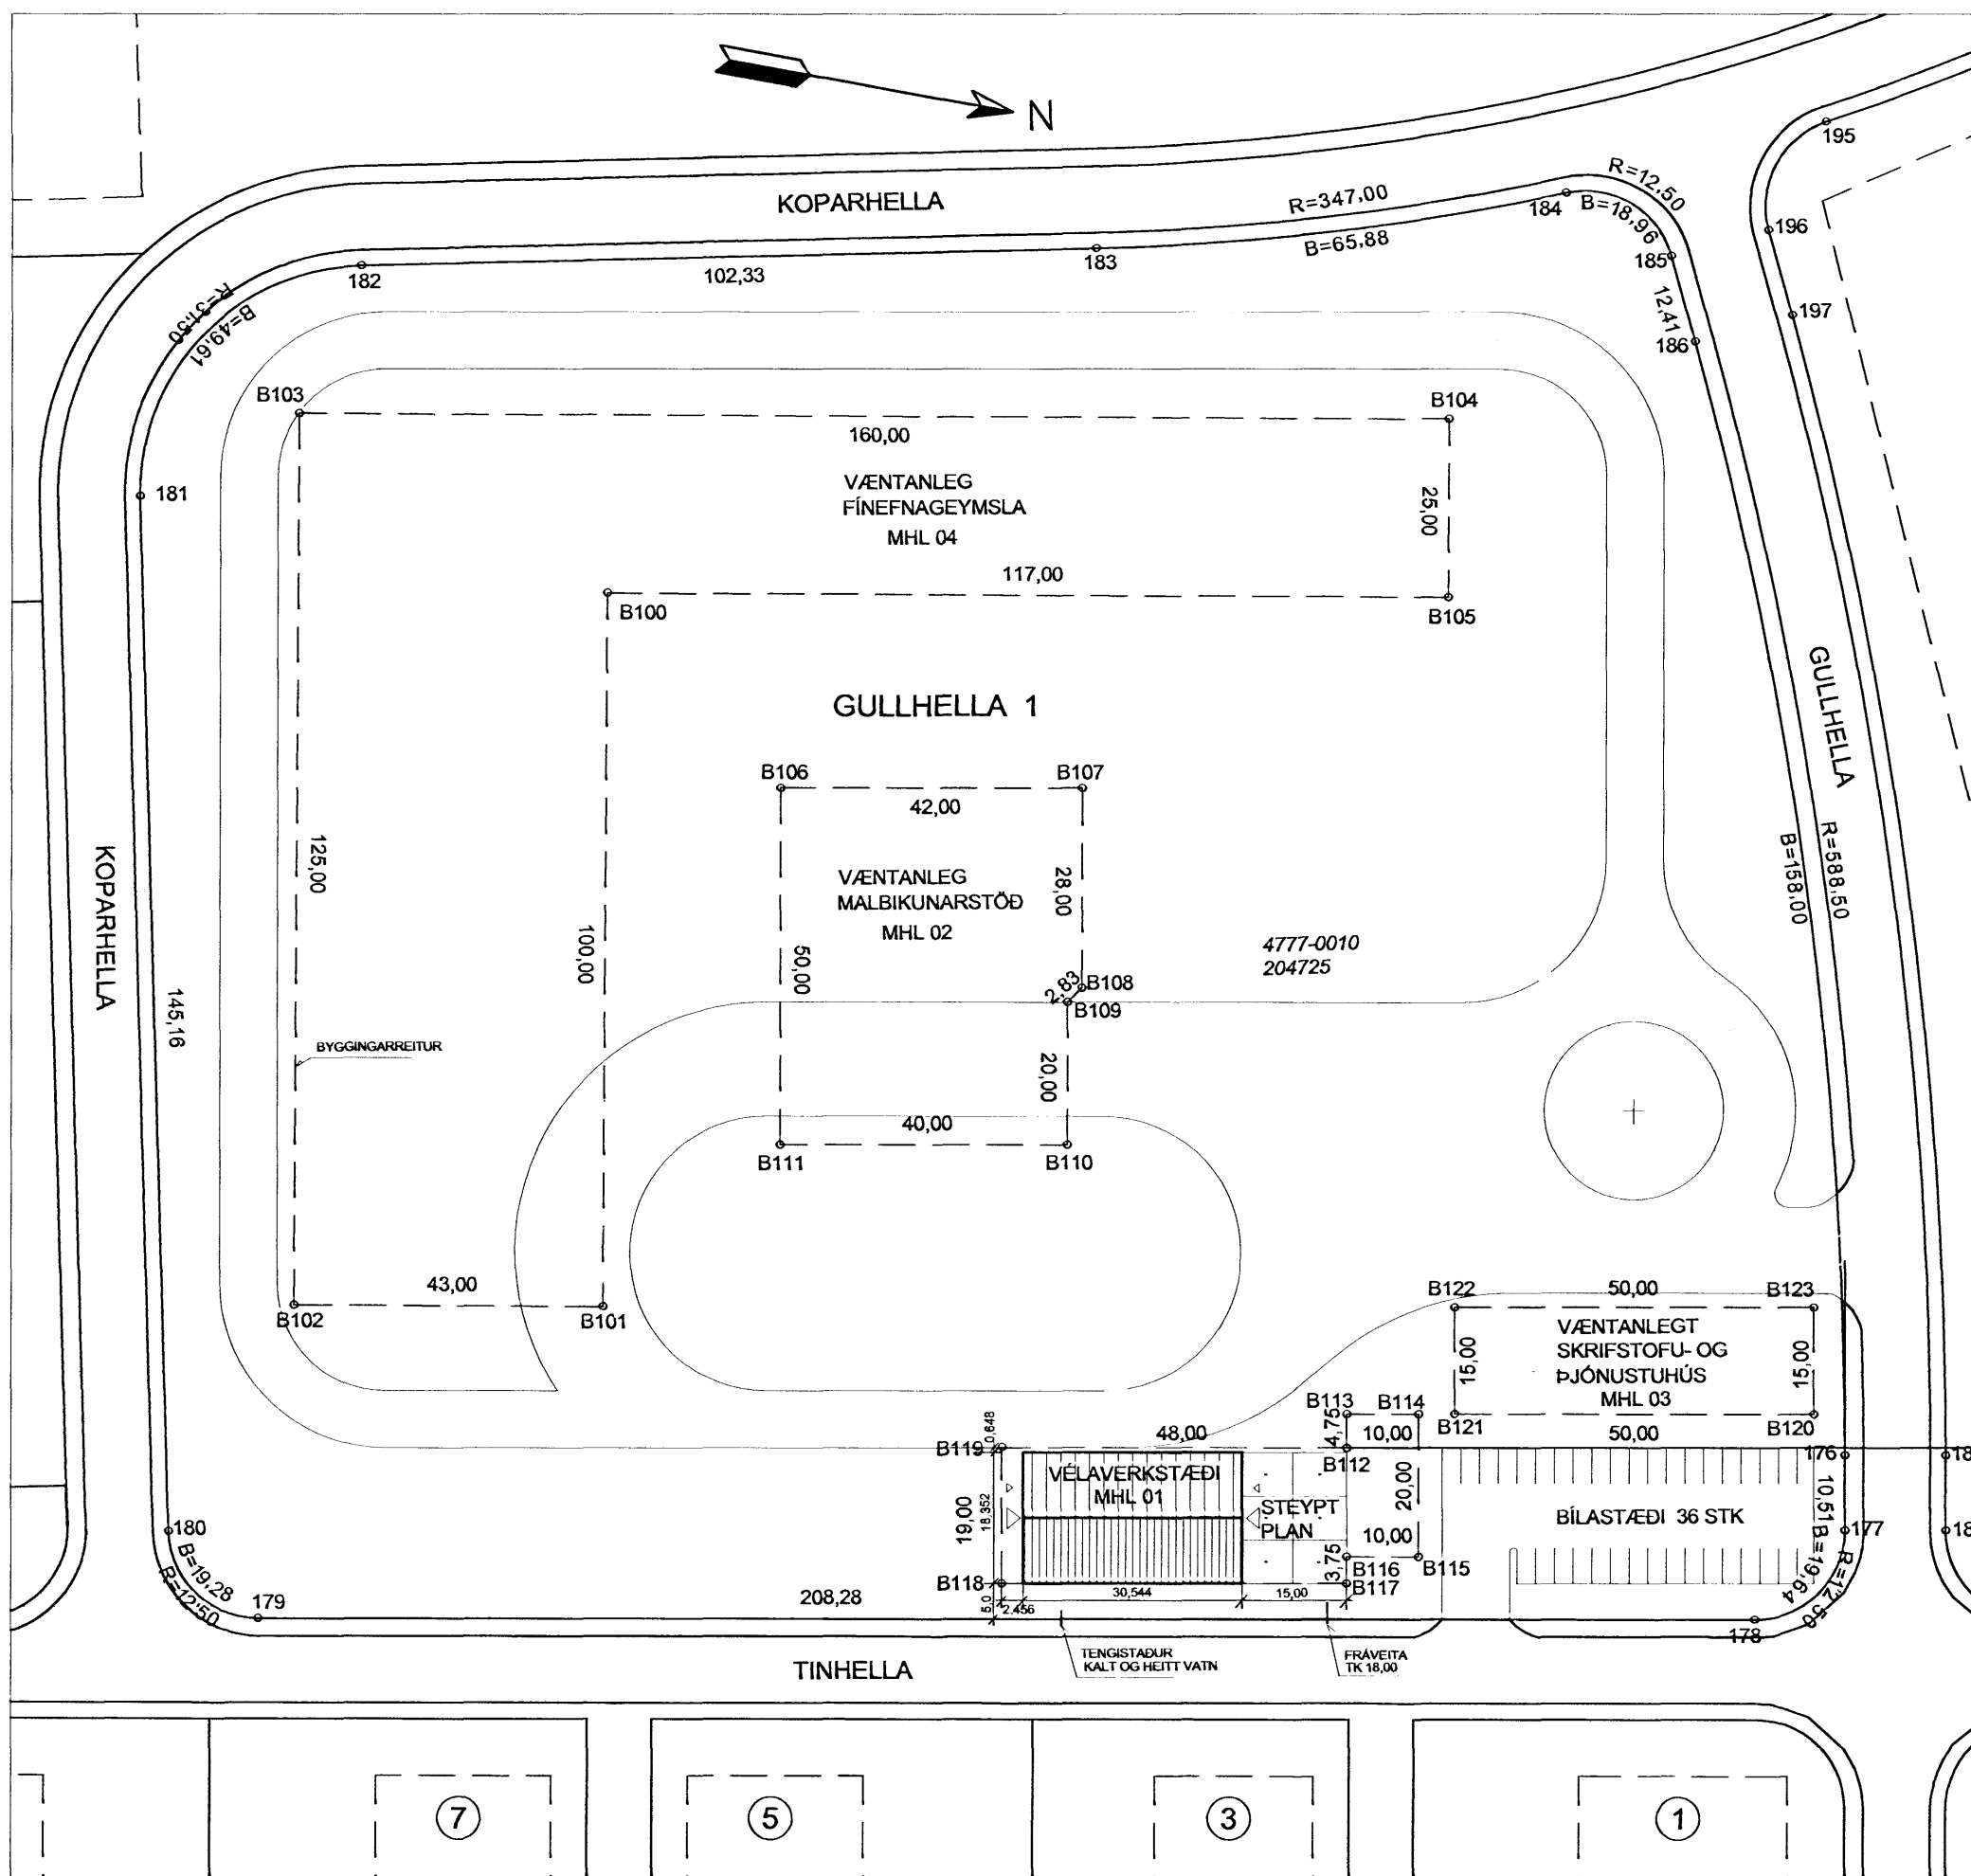 N
195
KOPARHELLA
R=347,00
B=65,88
R=12,50
B=18,96
184
196
185
183
182
102,33
197
12,41
186
R=31,50
B=49,61
B103
B104
160,00
181
VÆNTANLEG
FÍNEFNAGEYMSLA
MHL 04
25,00
117,00
B100
B105
GULLHELLA 1
GULLHELLA
B106
B107
42,00
R=588,50
B=158,00
125,00
KOPARHELLA
VÆNTANLEG
MALBIKUNARSTÖÐ
MHL 02
28,00
100,00
50,00
4777-0010
204725
2,83
B108
B109
145,16
BYGGINGARREITUR
20,00
40,00
B111
B110
43,00
B102
B101
B122
50,00
B123
VÆNTANLEGT
SKRIFSTOFU- OG
ÞJÓNUSTUHÚS
MHL 03
15,00
15,00
B113
B114
B121
B120
4,75
10,00
50,00
0,648
48,00
B119
B112
176
18
VÉLAVERKSTÆÐI
MHL 01
STEYPT
PLAN
20,00
19,00
18,352
BÍLASTÆÐI 36 STK
10,51
177
18
10,00
180
B=19,28
R=12,50
3,75
B116
B115
B118
B117
30,544
15,00
2,456
5,0
B=19,64
R=12,50
179
208,28
178
TINHELLA
TENGISTAÐUR
KALT OG HEITT VATN
FRÁVEITA
TK 18,00
7
5
3
1